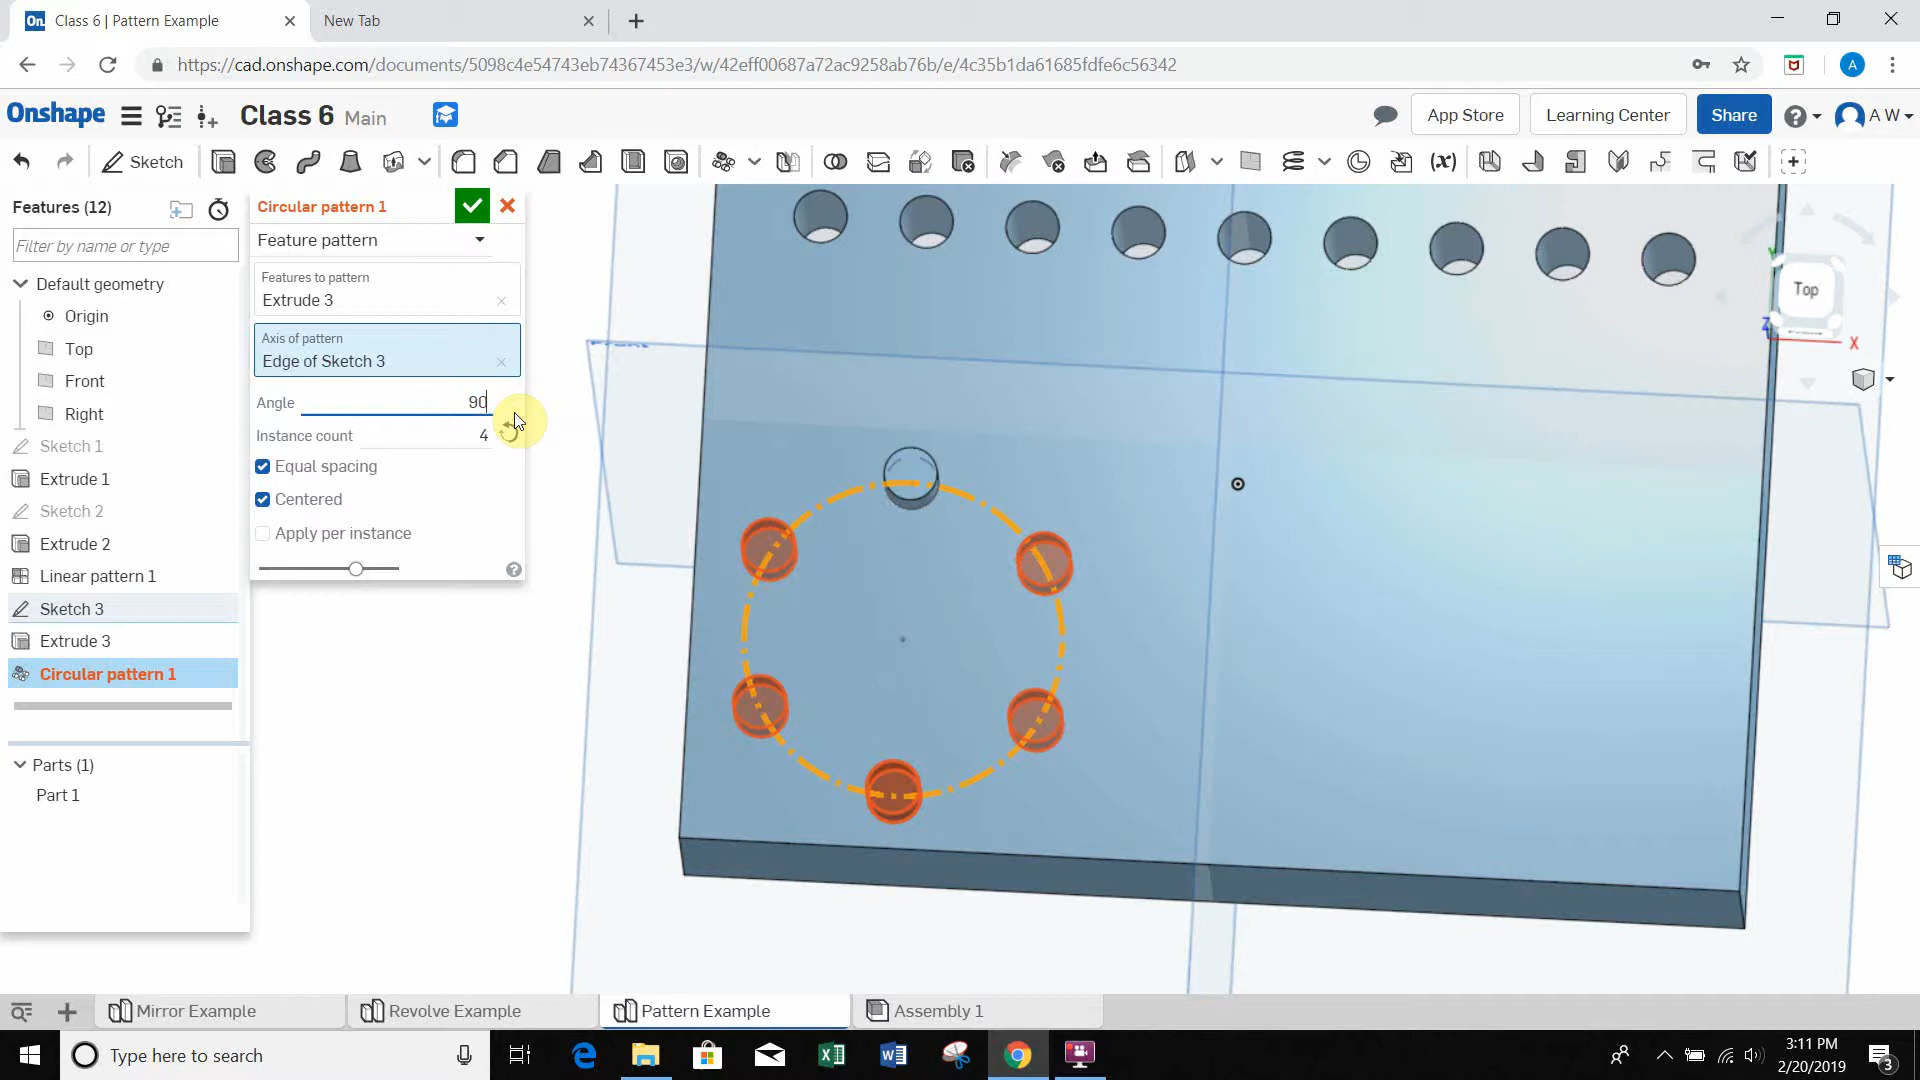 Class 6 | Pattern Example
New Tab
https://cad.onshape.com/documents/5098c4e54743eb74367453e3/w/42eff00687a72ac9258ab76b/e/4c35b1da61685fdfe6c56342
A
Onshape
Class 6 Main
App Store
Learning Center
Share
A W
Sketch
(x)
Features (12)
Filter by name or type
Default geometry
Origin
Top
Front
Right
Sketch 1
Extrude 1
Sketch 2
Extrude 2
Linear pattern 1
Sketch 3
Extrude 3
Circular pattern 1
Parts (1)
Part 1
Circular pattern 1
Feature pattern
Features to pattern
Extrude 3
Axis of pattern
Edge of Sketch 3
Angle 90
Instance count 4
Equal spacing
Centered
Apply per instance
Front
Top
Front
Y
Z
X
Mirror Example
Revolve Example
Pattern Example
Assembly 1
Type here to search
3:11 PM
2/20/2019
3